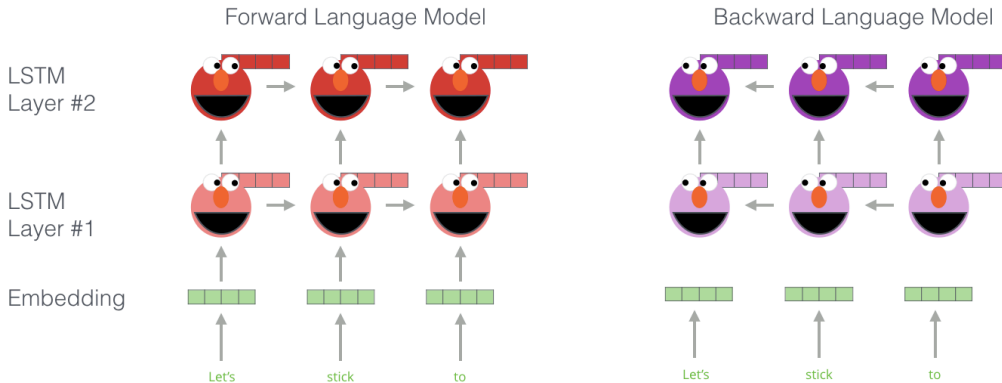 Forward Language Model
Backward Language Model
LSTM
Layer #2
LSTM
Layer #1
Embedding
Let's stick to
Let's stick to